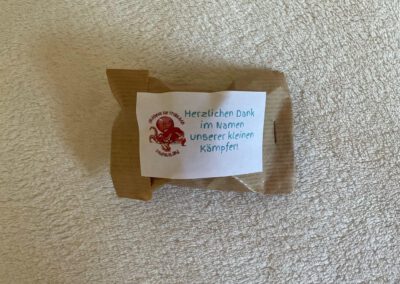 Herzlichen Dank
im Namen
unserer kleinen
Kämpfer!